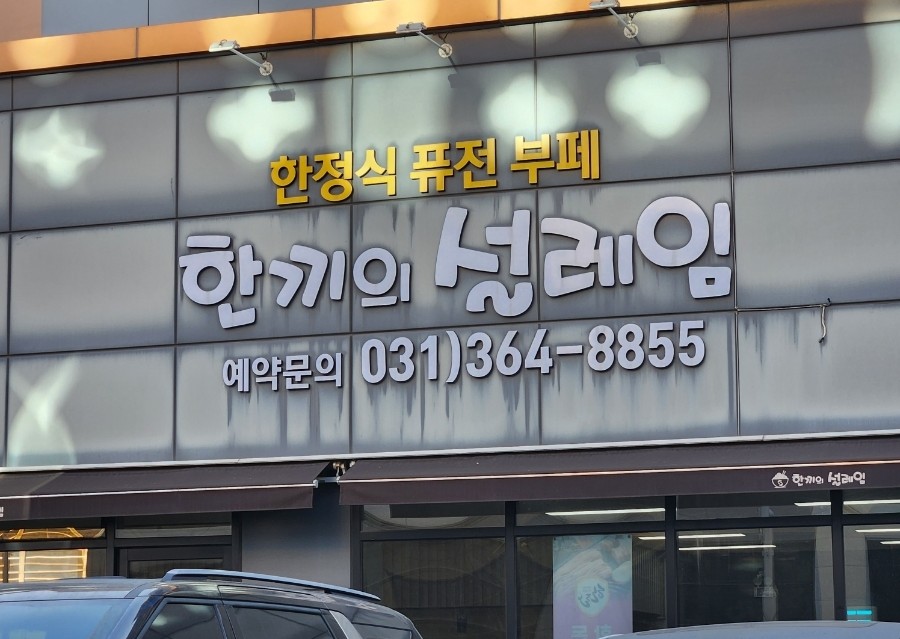 한정식 퓨전 부페
한끼의 설레임
예약문의 031)364-8855
한끼의 설레임